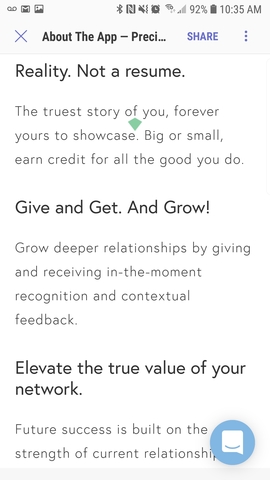 92% 10:35 AM
About The App — Preci... SHARE
Reality. Not a resume.
The truest story of you, forever
yours to showcase. Big or small,
earn credit for all the good you do.
Give and Get. And Grow!
Grow deeper relationships by giving
and receiving in-the-moment
recognition and contextual
feedback.
Elevate the true value of your
network.
Future success is built on the
strength of current relationship